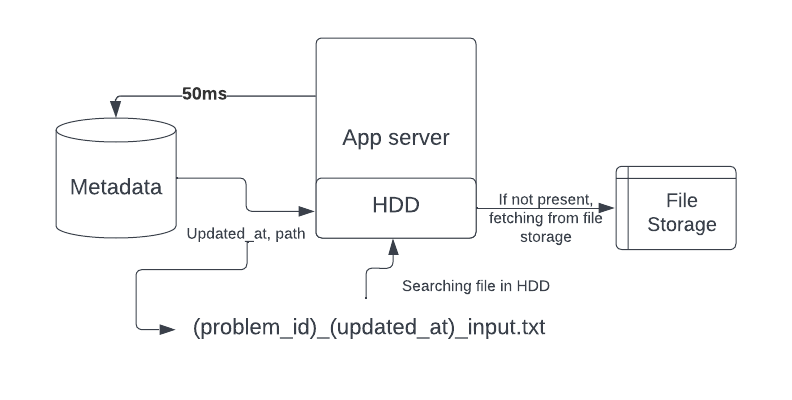 50ms
App server
Metadata
HDD
If not present,
fetching from file
storage
File
Storage
Updated_at, path
Searching file in HDD
(problem_id)_(updated_at)_input.txt